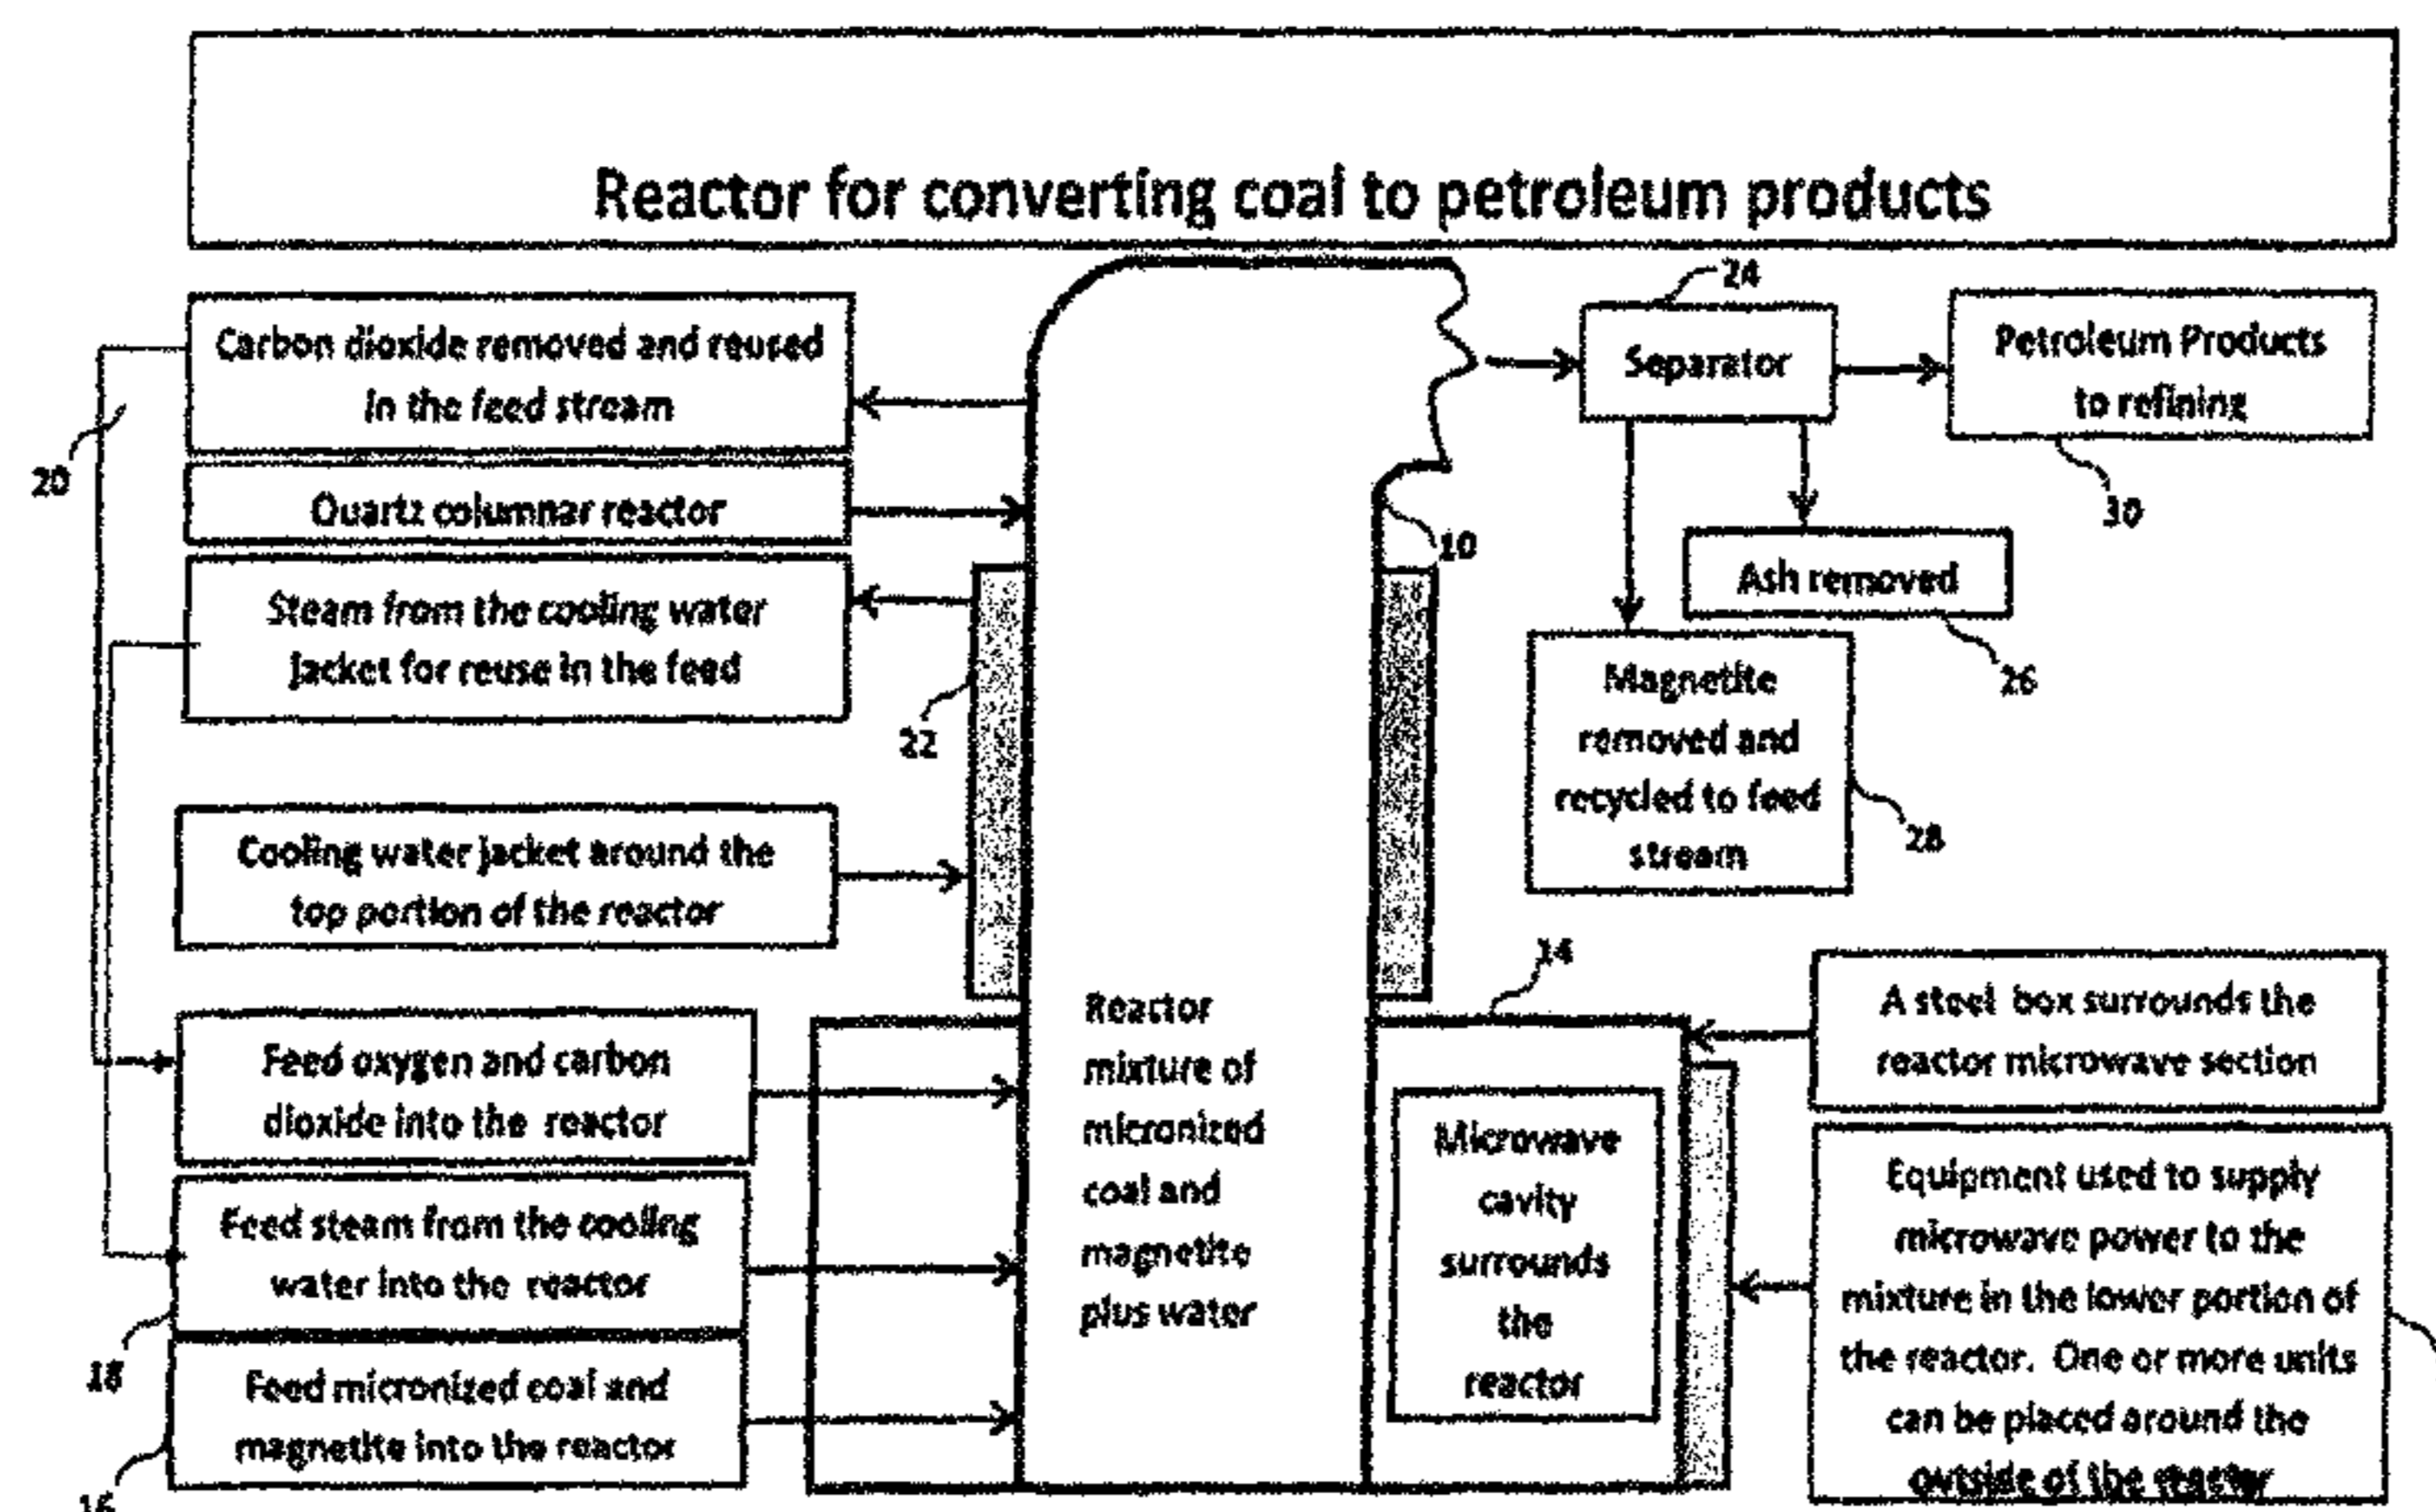 Reactor for converting coal to petroleum products
Carbon dioxide removed and reused
in the feed stream
20
Quartz columnar reactor
Steam from the cooling water
jacket for reuse in the feed
22
Cooling water jacket around the
top portion of the reactor
Feed oxygen and carbon
dioxide into the reactor
Feed steam from the cooling
water into the reactor
18
Feed micronized coal and
magnetite into the reactor
16
Reactor
mixture of
micronized
coal and
magnetite
plus water
10
24
Separator
Petroleum Products
to refining
30
Ash removed
26
Magnetite
removed and
recycled to feed
stream
28
14
Microwave
cavity
surrounds
the
reactor
A steel box surrounds the
reactor microwave section
Equipment used to supply
microwave power to the
mixture in the lower portion of
the reactor. One or more units
can be placed around the
outside of the reactor